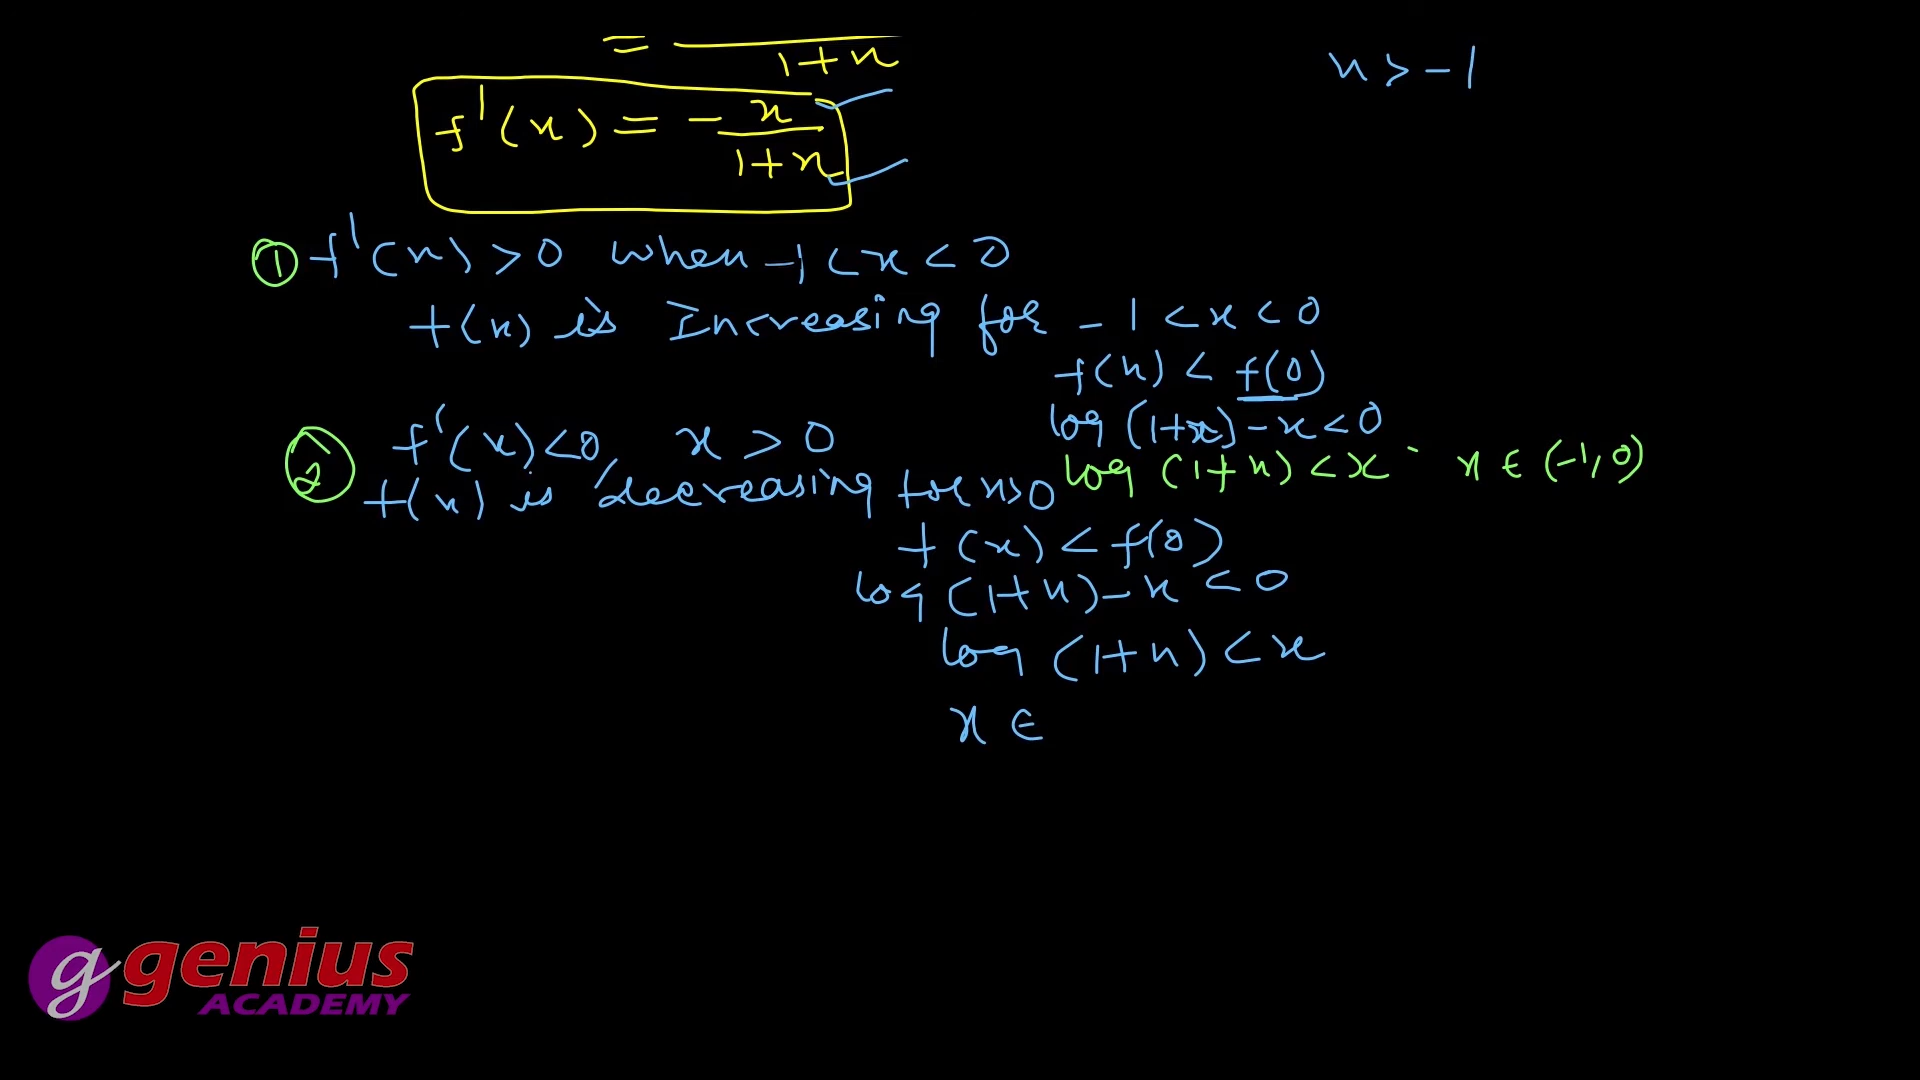 = ―――
1+x
x > -1
f'(x) = - x/(1+x)
① f'(x) > 0 when -1 < x < 0
f(x) is Increasing for -1 < x < 0
f(x) < f(0)
log (1+x) - x < 0
log (1+x) < x x ∈ (-1, 0)
② f'(x) < 0, x > 0
f(x) is decreasing for x > 0
f(x) < f(0)
log (1+x) - x < 0
log (1+x) < x
x ∈
g genius
ACADEMY